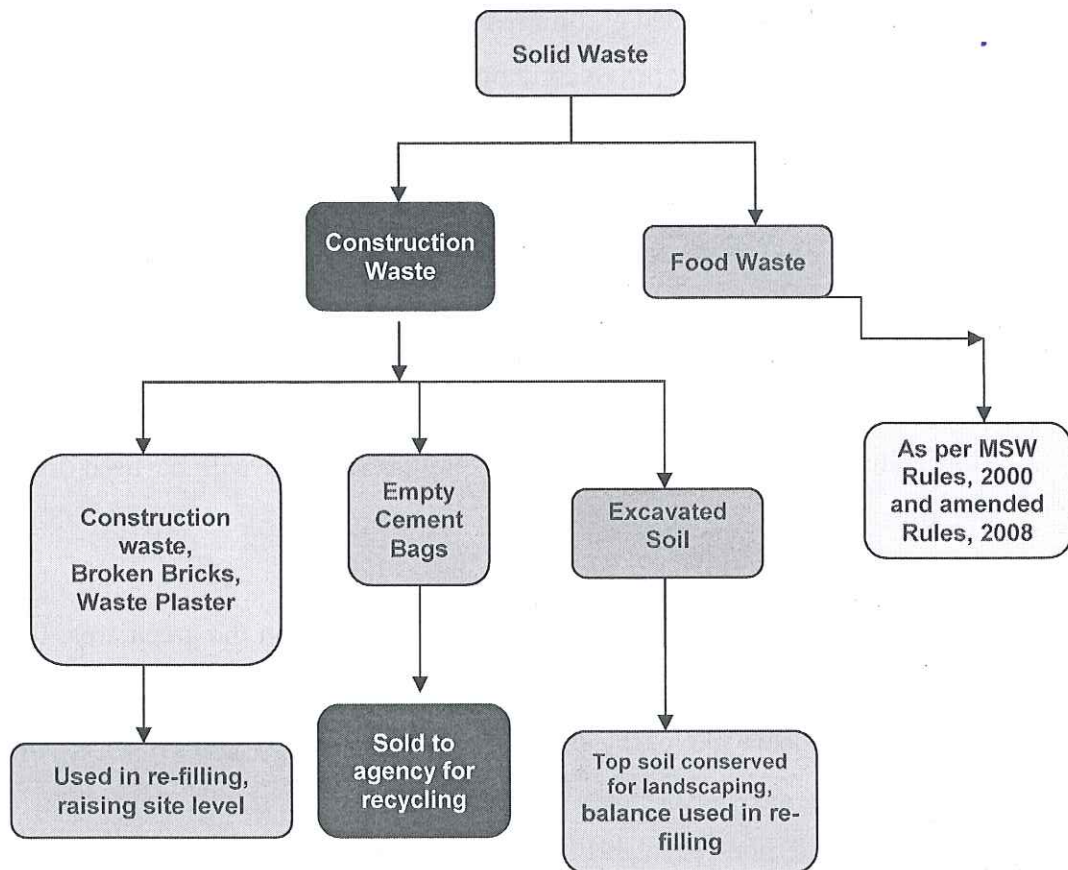 Solid Waste
Construction
Waste
Food Waste
Construction
waste,
Broken Bricks,
Waste Plaster
Empty
Cement
Bags
Excavated
Soil
As per MSW
Rules, 2000
and amended
Rules, 2008
Used in re-filling,
raising site level
Sold to
agency for
recycling
Top soil conserved
for landscaping,
balance used in re-
filling